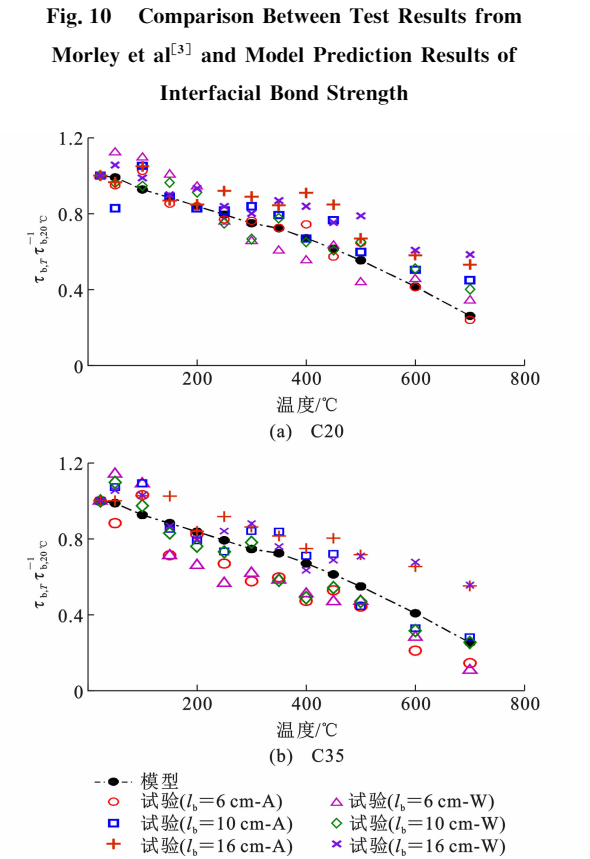 Fig. 10 Comparison Between Test Results from
Morley et al[3] and Model Prediction Results of
Interfacial Bond Strength
1.2
0.8
0.4
0
τb,T τ−1b,20 ℃
200
400
600
800
温度/℃
(a) C20
1.2
0.8
0.4
0
τb,T τ−1b,20 ℃
200
400
600
800
温度/℃
(b) C35
模型
试验(lb=6 cm-A)
试验(lb=6 cm-W)
试验(lb=10 cm-A)
试验(lb=10 cm-W)
试验(lb=16 cm-A)
试验(lb=16 cm-W)